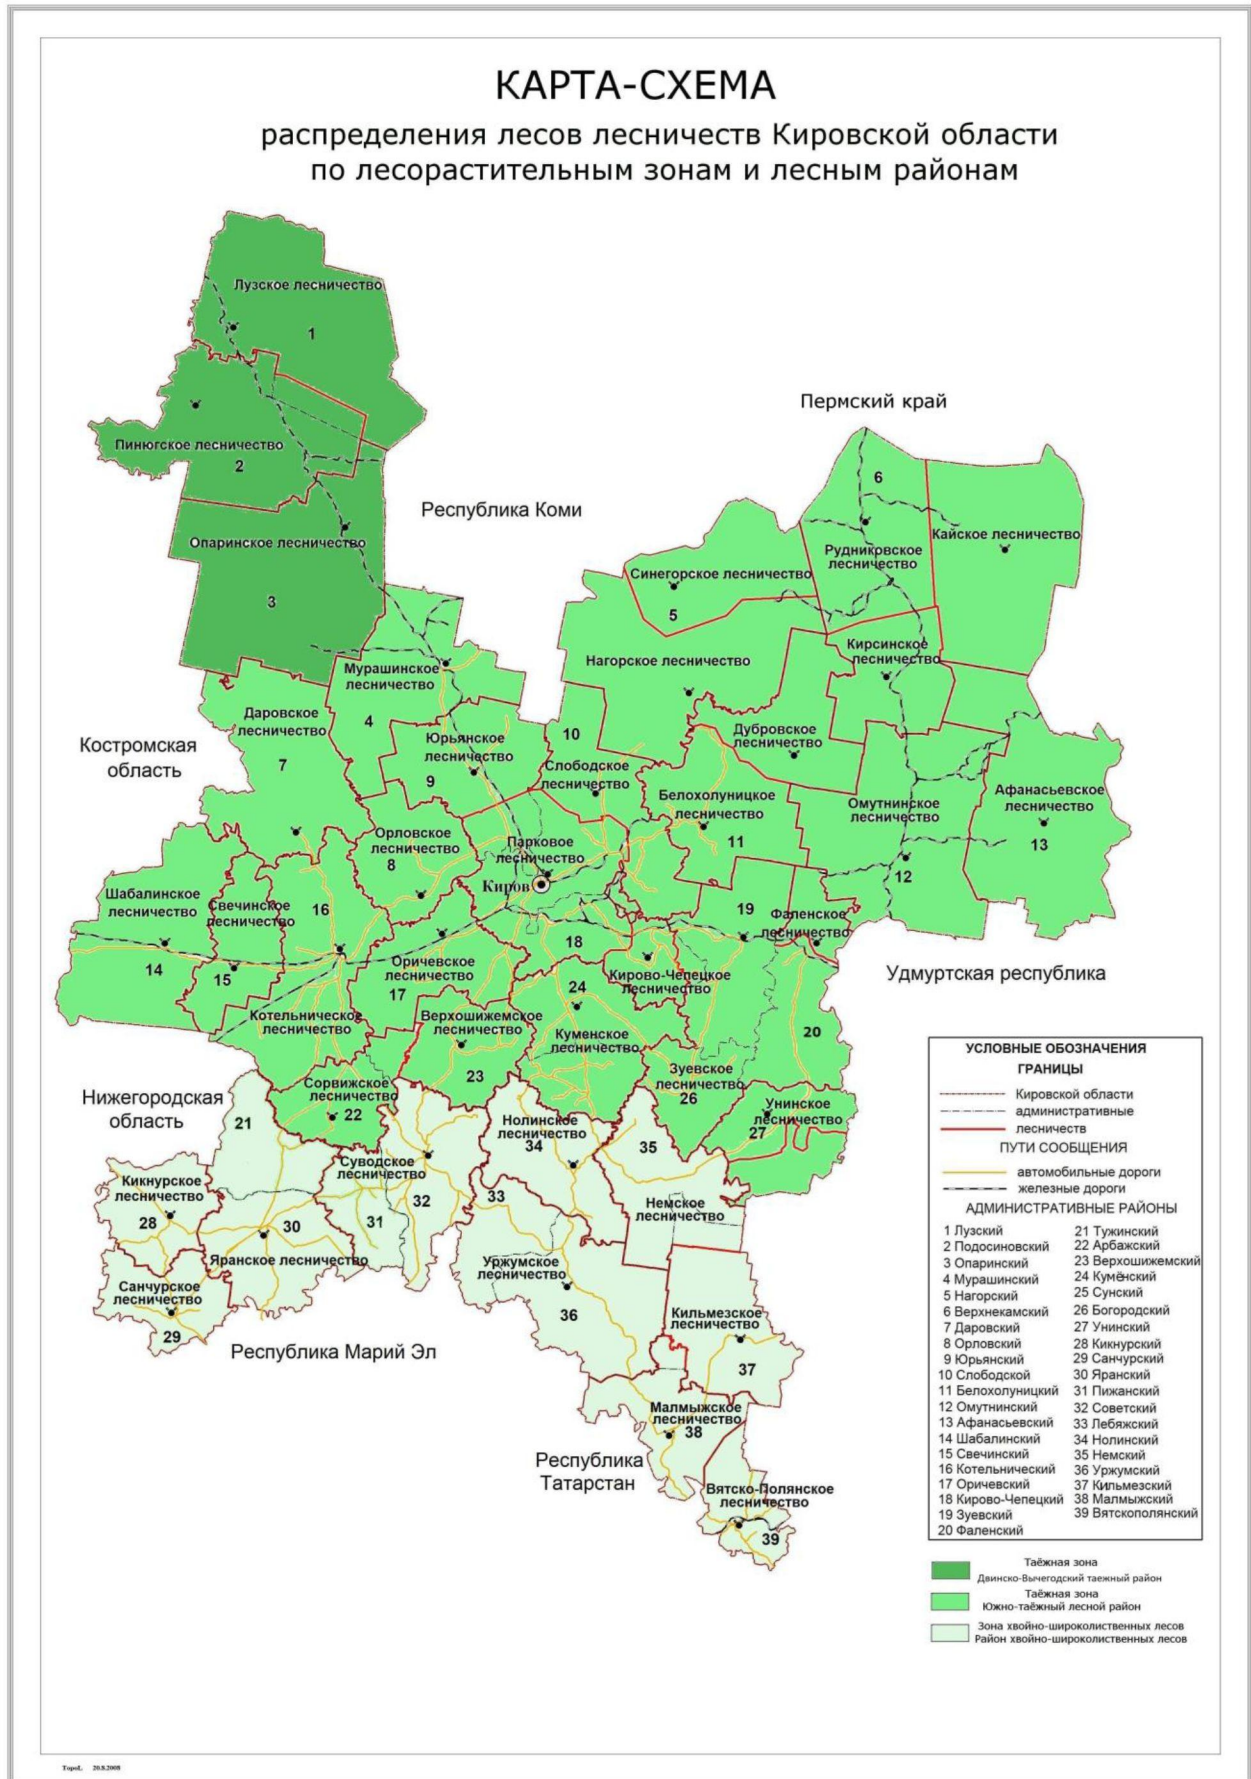 КАРТА-СХЕМА
распределения лесов лесничеств Кировской области
по лесорастительным зонам и лесным районам
Лузское лесничество
1
Пермский край
Пинюгское лесничество
2
6
Республика Коми
Опаринское лесничество
Кайское лесничество
Рудниковское
лесничество
Синегорское лесничество
3
5
Мурашинское
лесничество
Нагорское лесничество
Кирсинское
лесничество
4
Даровское
лесничество
7
Костромская
область
Юрьянское
лесничество
9
10
Слободское
лесничество
Дубровское
лесничество
Белохолуницкое
лесничество
11
Омутнинское
лесничество
12
Афанасьевское
лесничество
13
Орловское
лесничество
8
Парковое
лесничество
Киров
Шабалинское
лесничество
14
Свечинское
лесничество
15
16
19
Фаленское
лесничество
18
Оричевское
лесничество
17
Кирово-Чепецкое
лесничество
Удмуртская республика
24
Котельническое
лесничество
Верхошижемское
лесничество
23
Куменское
лесничество
20
Зуевское
лесничество
26
Сорвижское
лесничество
22
Унинское
лесничество
27
Нижегородская
область
21
Нолинское
лесничество
34
35
Суводское
лесничество
Кикнурское
лесничество
28
32
33
Немское
лесничество
31
30
Яранское лесничество
Уржумское
лесничество
36
Санчурское
лесничество
29
Кильмезское
лесничество
37
Республика Марий Эл
Малмыжское
лесничество
38
Республика
Татарстан
Вятско-Полянское
лесничество
39
УСЛОВНЫЕ ОБОЗНАЧЕНИЯ
ГРАНИЦЫ
Кировской области
административные
лесничеств
ПУТИ СООБЩЕНИЯ
автомобильные дороги
железные дороги
АДМИНИСТРАТИВНЫЕ РАЙОНЫ
1 Лузский
2 Подосиновский
3 Опаринский
4 Мурашинский
5 Нагорский
6 Верхнекамский
7 Даровский
8 Орловский
9 Юрьянский
10 Слободской
11 Белохолуницкий
12 Омутнинский
13 Афанасьевский
14 Шабалинский
15 Свечинский
16 Котельнический
17 Оричевский
18 Кирово-Чепецкий
19 Зуевский
20 Фаленский
21 Тужинский
22 Арбажский
23 Верхошижемский
24 Кумёнский
25 Сунский
26 Богородский
27 Унинский
28 Кикнурский
29 Санчурский
30 Яранский
31 Пижанский
32 Советский
33 Лебяжский
34 Нолинский
35 Немский
36 Уржумский
37 Кильмезский
38 Малмыжский
39 Вятскополянский
Таёжная зона
Двинско-Вычегодский таежный район
Таёжная зона
Южно-таёжный лесной район
Зона хвойно-широколиственных лесов
Район хвойно-широколиственных лесов
TopoL 20.8.2008